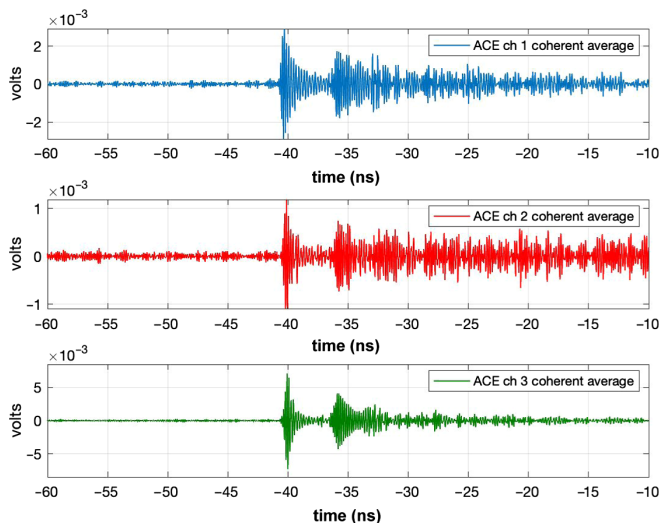 ×10⁻³
ACE ch 1 coherent average
volts
2
0
−2
−60 −55 −50 −45 −40 −35 −30 −25 −20 −15 −10
time (ns)
×10⁻³
ACE ch 2 coherent average
volts
1
0
−1
−60 −55 −50 −45 −40 −35 −30 −25 −20 −15 −10
time (ns)
×10⁻³
ACE ch 3 coherent average
volts
5
0
−5
−60 −55 −50 −45 −40 −35 −30 −25 −20 −15 −10
time (ns)